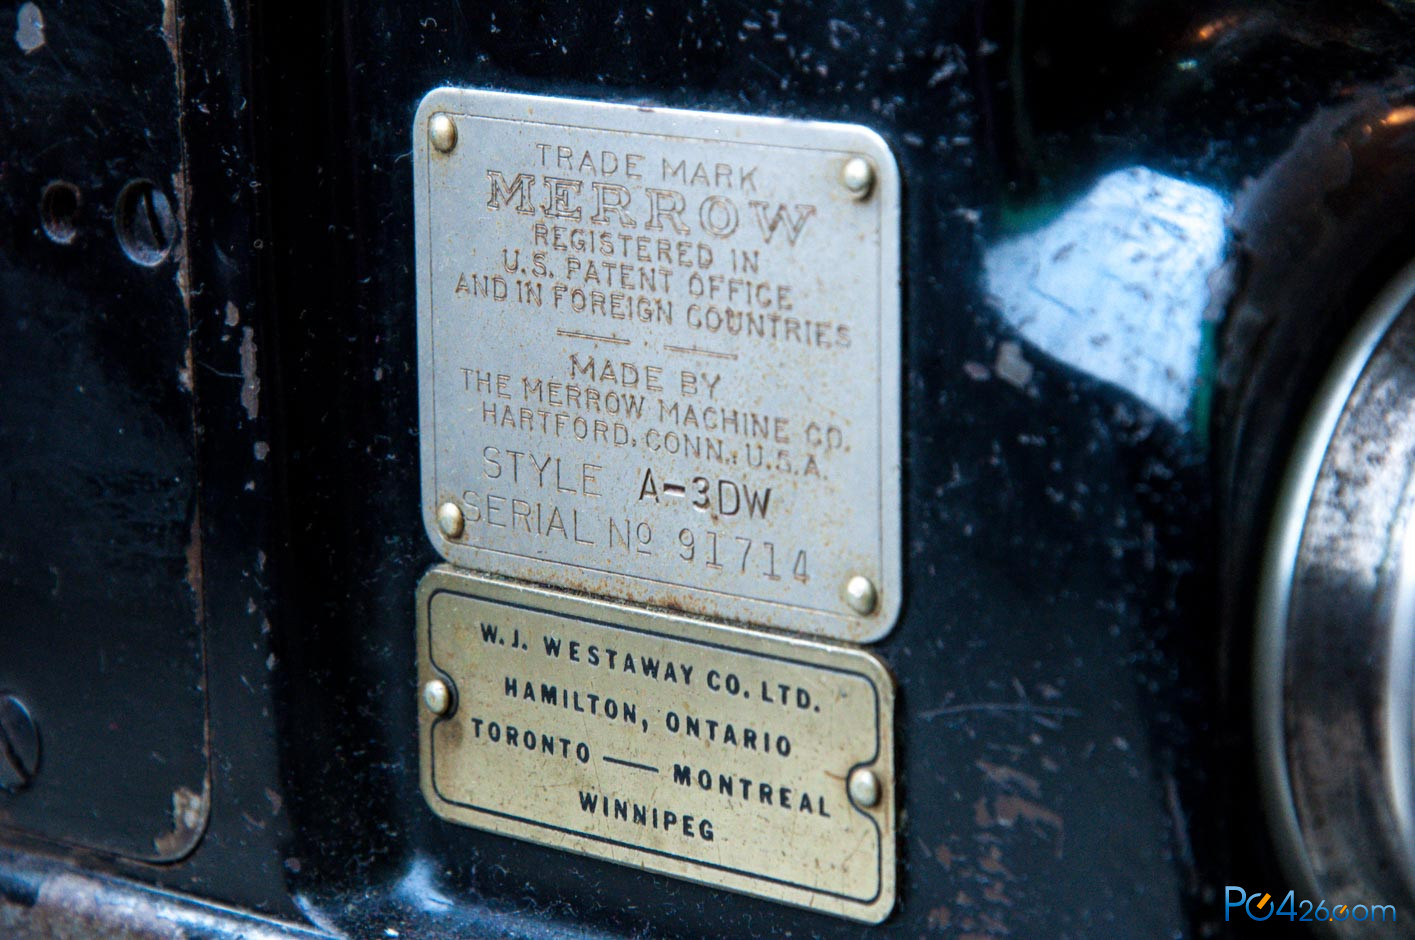 TRADE MARK
MERROW
REGISTERED IN
U.S. PATENT OFFICE
AND IN FOREIGN COUNTRIES
MADE BY
THE MERROW MACHINE CO.
HARTFORD, CONN., U.S.A.
STYLE A-3DW
SERIAL Nº 91714
W.J. WESTAWAY CO. LTD.
HAMILTON, ONTARIO
TORONTO — MONTREAL
WINNIPEG
PC426.com